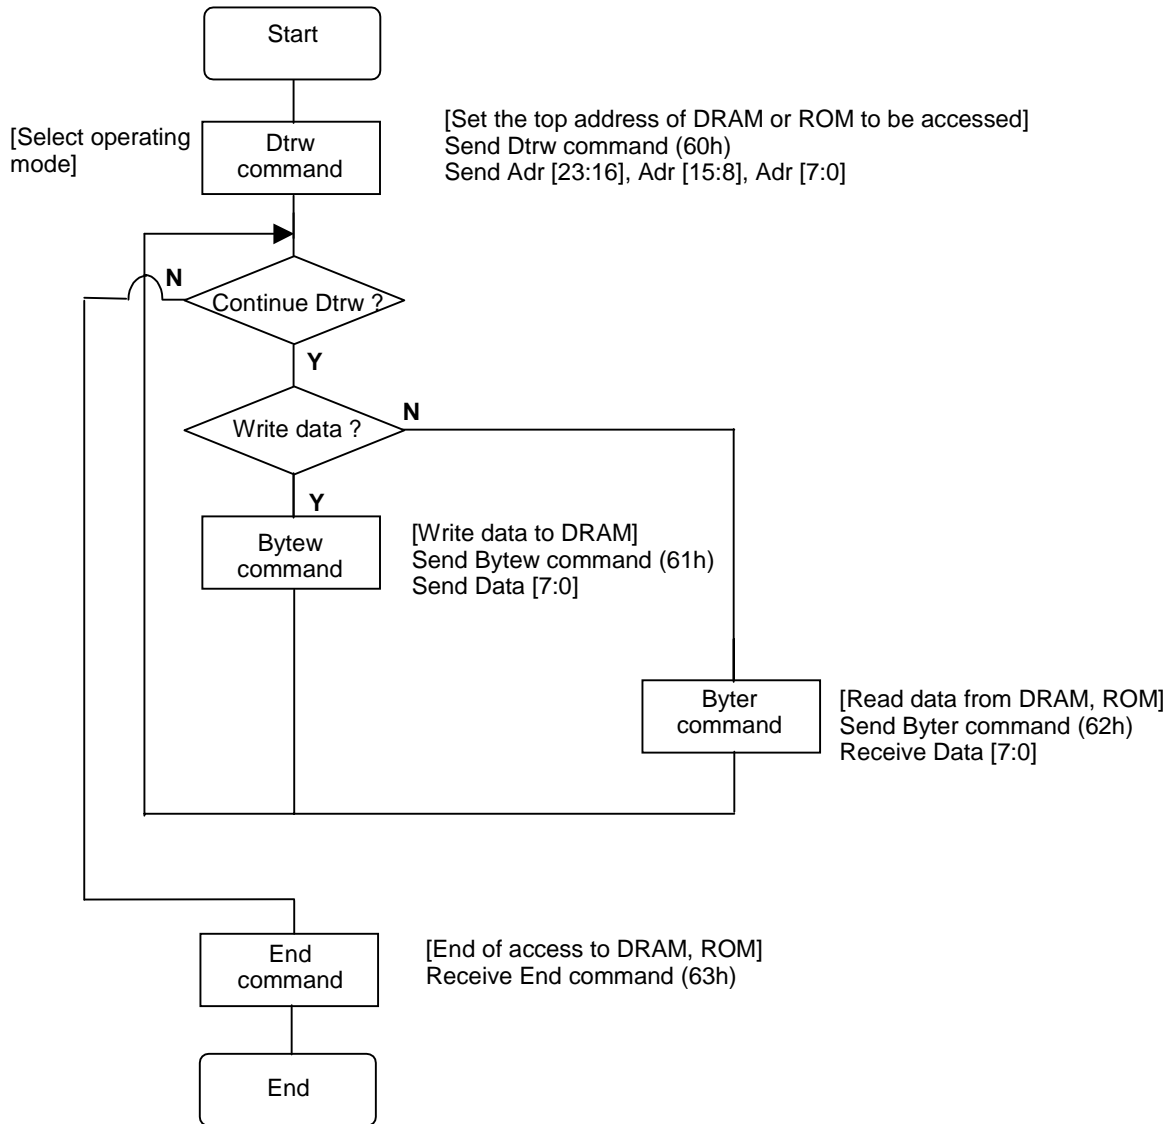 Start
[Select operating
mode]
Dtrw
command
[Set the top address of DRAM or ROM to be accessed]
Send Dtrw command (60h)
Send Adr [23:16], Adr [15:8], Adr [7:0]
N
Continue Dtrw ?
Y
Write data ?
N
Y
Bytew
command
[Write data to DRAM]
Send Bytew command (61h)
Send Data [7:0]
Byter
command
[Read data from DRAM, ROM]
Send Byter command (62h)
Receive Data [7:0]
End
command
[End of access to DRAM, ROM]
Receive End command (63h)
End